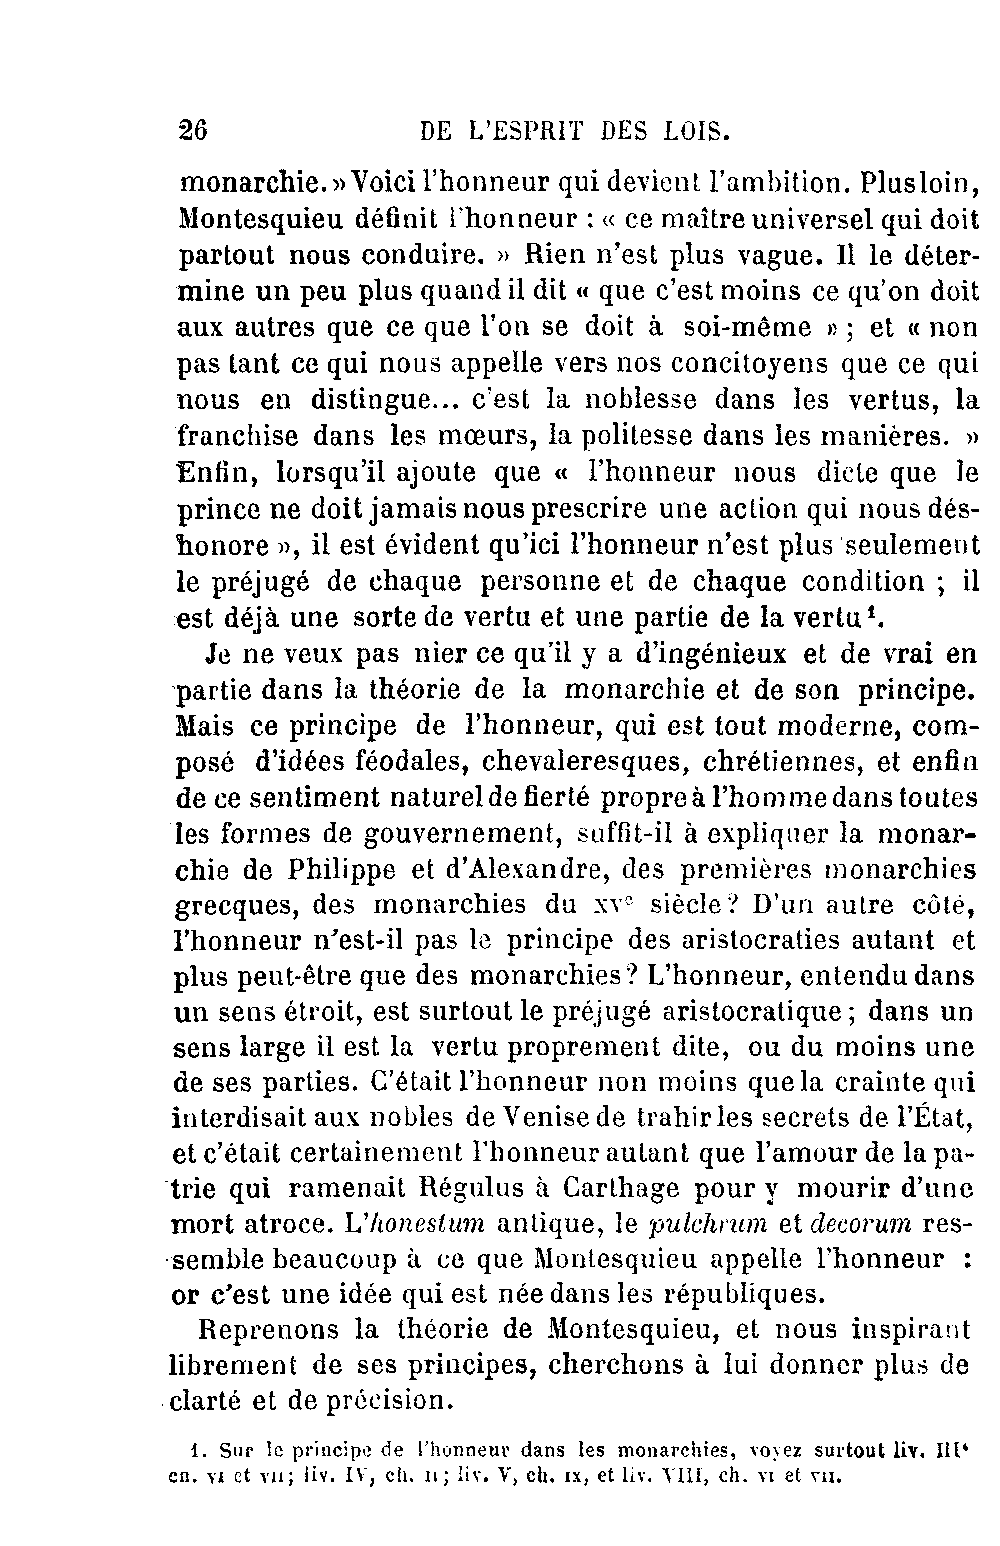 26 DE L'ESPRIT DES LOIS.
monarchie. » Voici l'honneur qui devient l'ambition. Plus loin,
Montesquieu définit l'honneur : « ce maître universel qui doit
partout nous conduire. » Rien n'est plus vague. Il le déter-
mine un peu plus quand il dit « que c'est moins ce qu'on doit
aux autres que ce que l'on se doit à soi-même » ; et « non
pas tant ce qui nous appelle vers nos concitoyens que ce qui
nous en distingue... c'est la noblesse dans les vertus, la
franchise dans les mœurs, la politesse dans les manières. »
Enfin, lorsqu'il ajoute que « l'honneur nous dicte que le
prince ne doit jamais nous prescrire une action qui nous dés-
honore », il est évident qu'ici l'honneur n'est plus seulement
le préjugé de chaque personne et de chaque condition ; il
est déjà une sorte de vertu et une partie de la vertu¹.
Je ne veux pas nier ce qu'il y a d'ingénieux et de vrai en
partie dans la théorie de la monarchie et de son principe.
Mais ce principe de l'honneur, qui est tout moderne, com-
posé d'idées féodales, chevaleresques, chrétiennes, et enfin
de ce sentiment naturel de fierté propre à l'homme dans toutes
les formes de gouvernement, suffit-il à expliquer la monar-
chie de Philippe et d'Alexandre, des premières monarchies
grecques, des monarchies du XVe siècle ? D'un autre côté,
l'honneur n'est-il pas le principe des aristocraties autant et
plus peut-être que des monarchies ? L'honneur, entendu dans
un sens étroit, est surtout le préjugé aristocratique ; dans un
sens large il est la vertu proprement dite, ou du moins une
de ses parties. C'était l'honneur non moins que la crainte qui
interdisait aux nobles de Venise de trahir les secrets de l'État,
et c'était certainement l'honneur autant que l'amour de la pa-
trie qui ramenait Régulus à Carthage pour y mourir d'une
mort atroce. L'honestum antique, le pulchrum et decorum res-
semble beaucoup à ce que Montesquieu appelle l'honneur :
or c'est une idée qui est née dans les républiques.
Reprenons la théorie de Montesquieu, et nous inspirant
librement de ses principes, cherchons à lui donner plus de
clarté et de précision.
1. Sur le principe de l'honneur dans les monarchies, voyez surtout liv. III,
ch. VI et VII; liv. IV, ch. II; liv. V, ch. IX, et liv. VIII, ch. VI et VII.